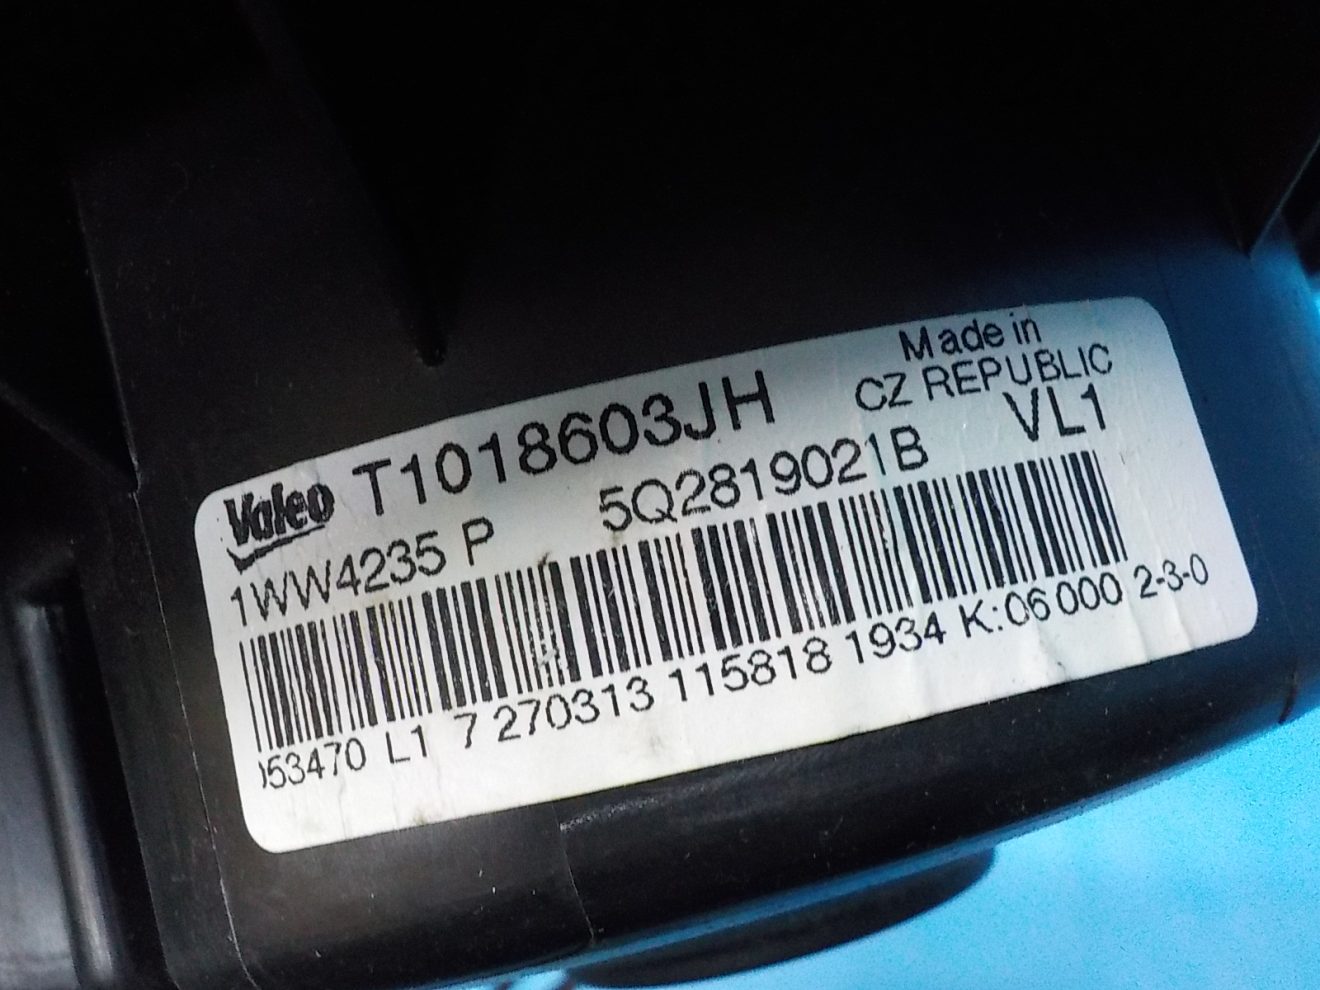 Made in
Valeo T1018603JH CZ REPUBLIC
1WW4235 P 5Q2819021B VL1
53470 L1 7 270313 115818 1934 K:06 000 2-3-0